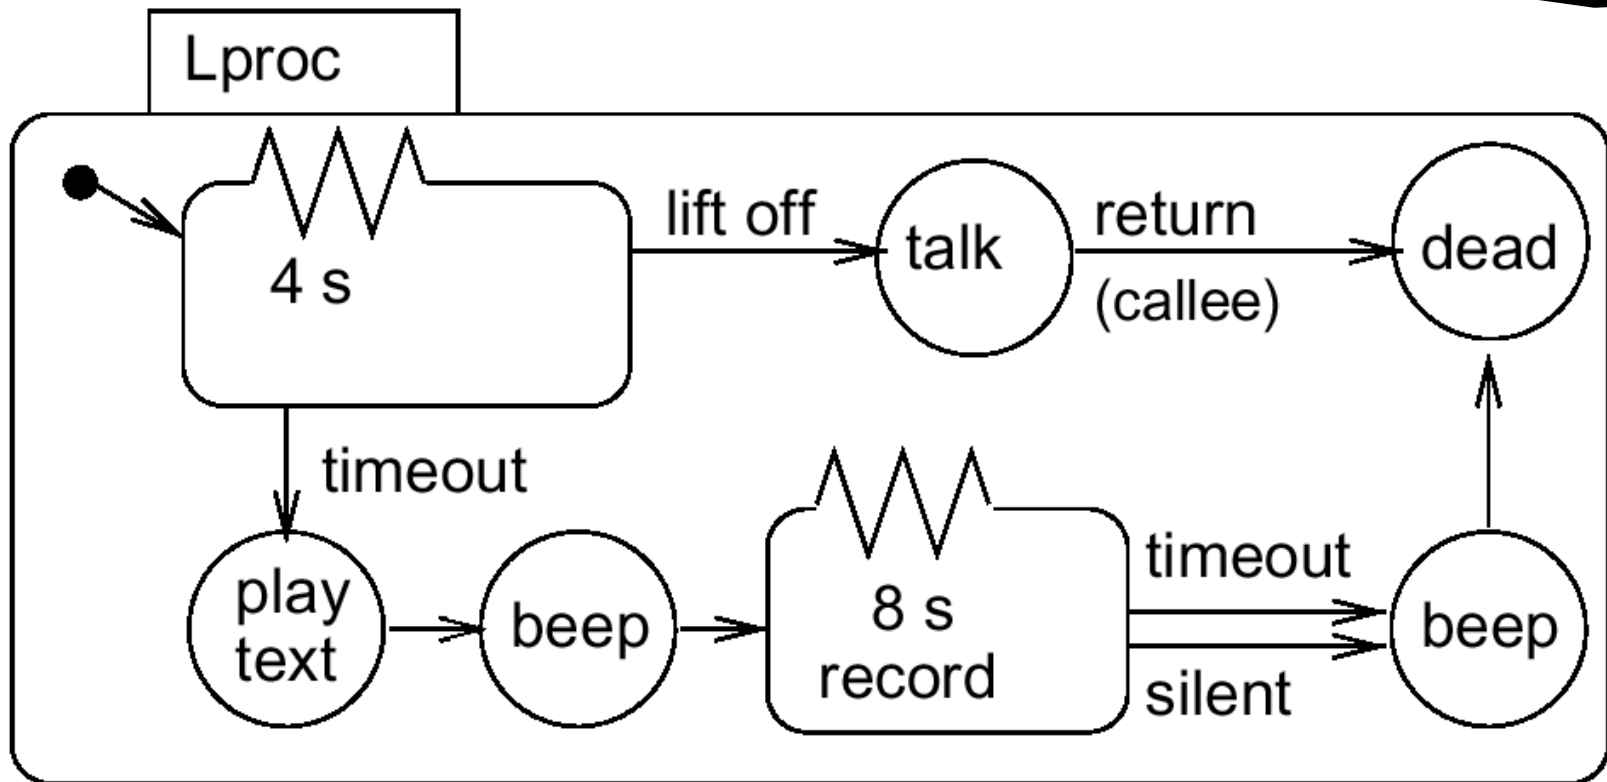 Lproc
lift off
talk
return
(callee)
dead
4 s
timeout
play
text
beep
8 s
record
timeout
silent
beep